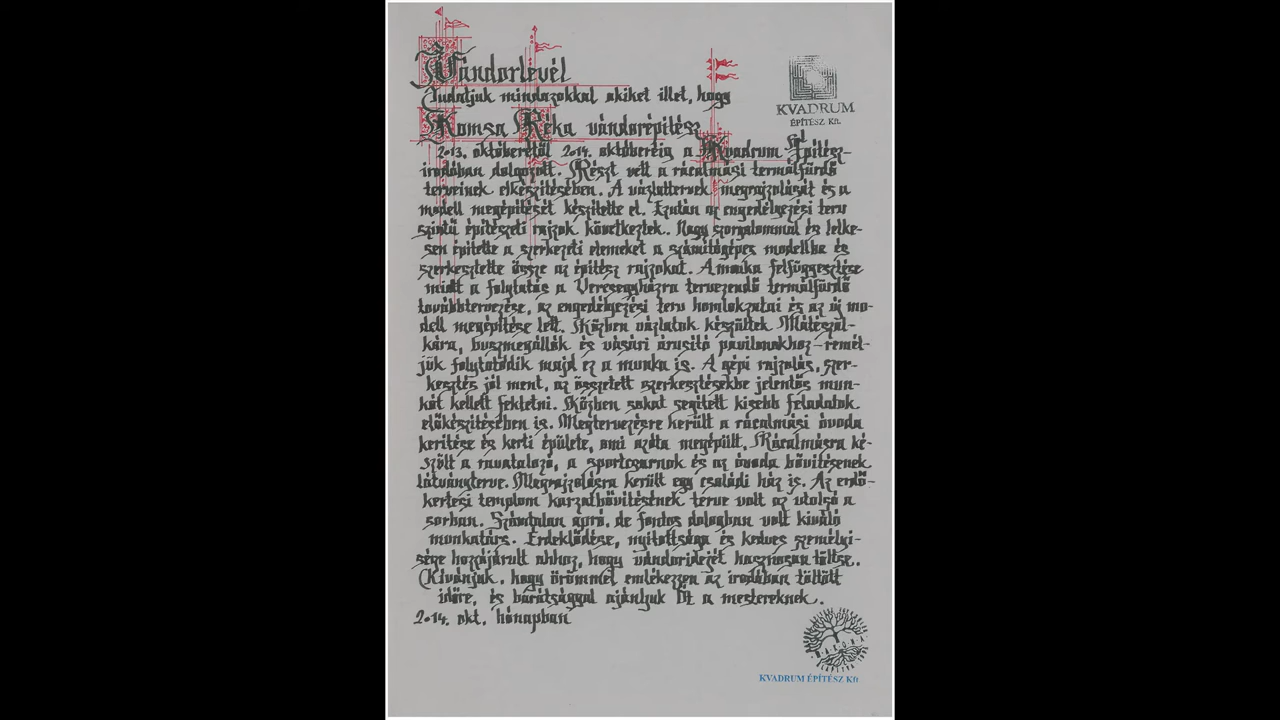 Vándorlevél
KVADRUM
ÉPÍTÉSZ Kft.
Tudatjuk mindazokkal akiket illet, hogy
Komsa Réka vándorépítész
2013. októberétől 2014. októberéig a Kvadrum Építész-
irodában dolgozott. Részt vett a rácalmási termálfürdő
terveinek elkészítésében. A vázlattervek megrajzolását és a
modell megépítését készítette el. Ezután az engedélyezési terv
szintű építészeti rajzok következtek. Nagy szorgalommal és lelke-
sen építette a szerkezeti elemeket a számítógépes modellba és
szerkesztette össze az építész rajzokat. A munka felfüggesztése
miatt a folytatás a Veresegyházra tervezendő termálfürdő
továbbtervezése, az engedélyezési terv homlokzatai és az új mo-
dell megépítése lett. Közben vázlatok készültek Mátészal-
kára, buszmegállók és vásári árusító pavilonokhoz – remél-
jük folytatódik majd ez a munka is. A gépi rajzolás, szer-
kesztés jól ment, az összetett szerkesztésekbe jelentős mun-
kát kellett fektetni. Közben sokat segített kisebb feladatok
előkészítésében is. Megtervezésre került a rácalmási óvoda
kerítése és kerti épülete, ami azóta megépült. Rácalmásra ké-
szült a ravatalozó, a sportcsarnok és az óvoda bővítésének
látványterve. Megrajzolásra került egy családi ház is. Az erdő-
kertesi templom karzatbővítésének terve volt az utolsó a
sorban. Számtalan apró, de fontos dologban volt kiváló
munkatárs. Érdeklődése, nyitottsága és kedves személyi-
sége hozzájárult ahhoz, hogy vándoridejét hasznosan töltse.
Kívánjuk, hogy örömmel emlékezzen az irodában töltött
időre, és barátsággal ajánljuk Őt a mestereknek.
2014. okt. hónapban
KVADRUM ÉPÍTÉSZ Kft